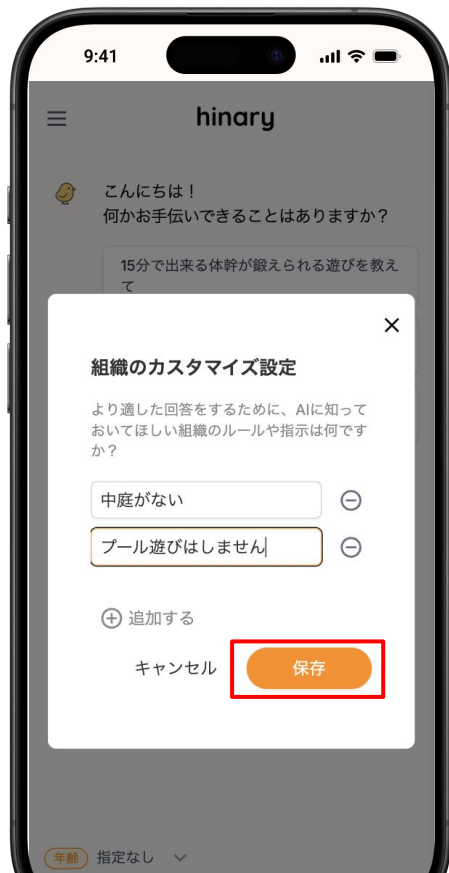 9:41
hinary
こんにちは！
何かお手伝いできることはありますか？
15分で出来る体幹が鍛えられる遊びを教え
て
組織のカスタマイズ設定
より適した回答をするために、AIに知って
おいてほしい組織のルールや指示は何です
か？
中庭がない
プール遊びはしません
追加する
キャンセル 保存
年齢 指定なし